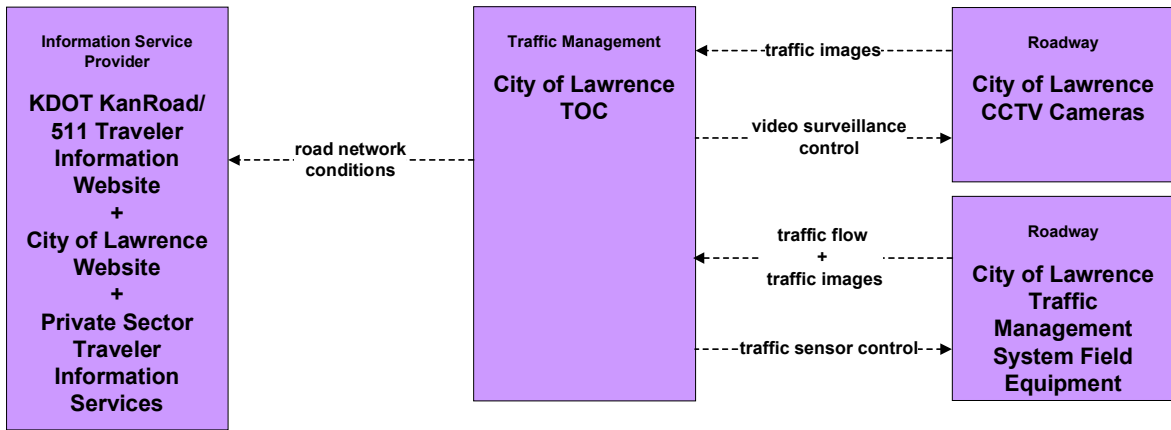 Information Service
Provider
KDOT KanRoad/
511 Traveler
Information
Website
+
City of Lawrence
Website
+
Private Sector
Traveler
Information
Services
road network
conditions
Traffic Management
City of Lawrence
TOC
traffic images
video surveillance
control
traffic flow
+
traffic images
traffic sensor control
Roadway
City of Lawrence
CCTV Cameras
Roadway
City of Lawrence
Traffic
Management
System Field
Equipment